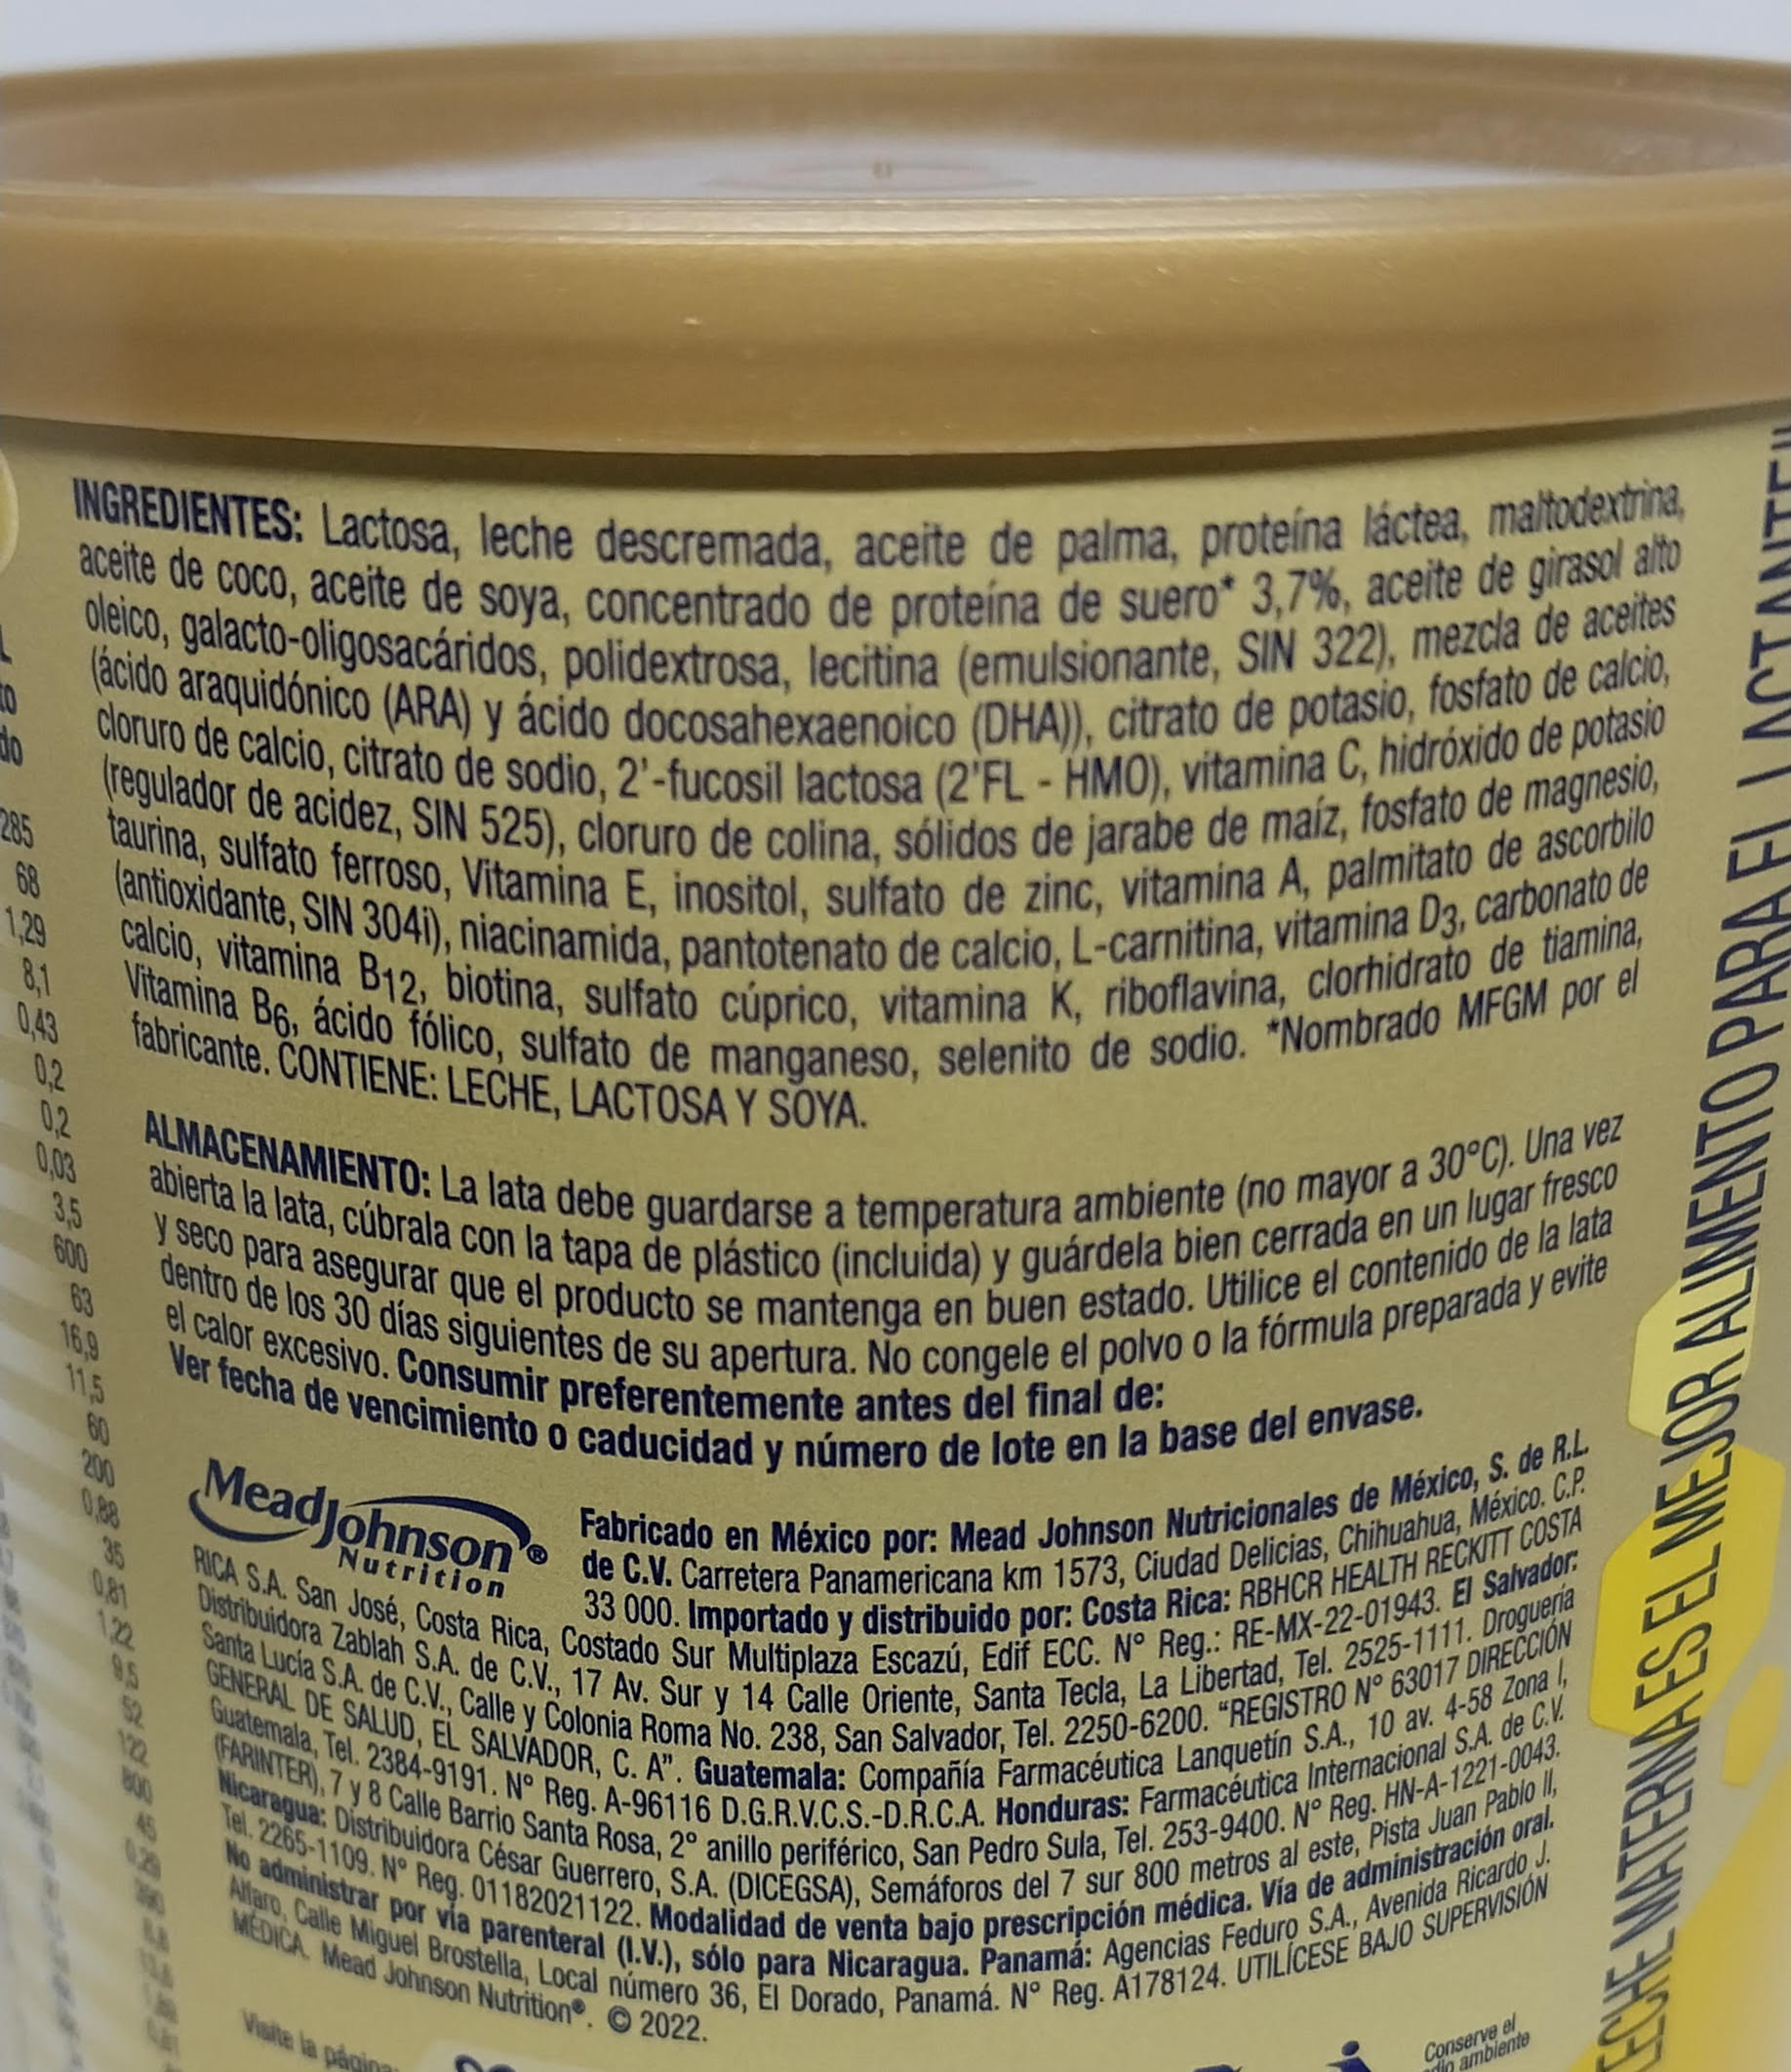 INGREDIENTES: Lactosa, leche descremada, aceite de palma, proteína láctea, maltodextrina,
aceite de coco, aceite de soya, concentrado de proteína de suero* 3,7%, aceite de girasol alto
oleico, galacto-oligosacáridos, polidextrosa, lecitina (emulsionante, SIN 322), mezcla de aceites
(ácido araquidónico (ARA) y ácido docosahexaenoico (DHA)), citrato de potasio, fosfato de calcio,
cloruro de calcio, citrato de sodio, 2'-fucosil lactosa (2'FL - HMO), vitamina C, hidróxido de potasio
(regulador de acidez, SIN 525), cloruro de colina, sólidos de jarabe de maíz, fosfato de magnesio,
taurina, sulfato ferroso, Vitamina E, inositol, sulfato de zinc, vitamina A, palmitato de ascorbilo
(antioxidante, SIN 304i), niacinamida, pantotenato de calcio, L-carnitina, vitamina D3, carbonato de
calcio, vitamina B12, biotina, sulfato cúprico, vitamina K, riboflavina, clorhidrato de tiamina,
Vitamina B6, ácido fólico, sulfato de manganeso, selenito de sodio. *Nombrado MFGM por el
fabricante. CONTIENE: LECHE, LACTOSA Y SOYA.
ALMACENAMIENTO: La lata debe guardarse a temperatura ambiente (no mayor a 30°C). Una vez
abierta la lata, cúbrala con la tapa de plástico (incluida) y guárdela bien cerrada en un lugar fresco
y seco para asegurar que el producto se mantenga en buen estado. Utilice el contenido de la lata
dentro de los 30 días siguientes de su apertura. No congele el polvo o la fórmula preparada y evite
el calor excesivo. Consumir preferentemente antes del final de:
Ver fecha de vencimiento o caducidad y número de lote en la base del envase.
MeadJohnson®
Nutrition
Fabricado en México por: Mead Johnson Nutricionales de México, S. de R.L.
de C.V. Carretera Panamericana km 1573, Ciudad Delicias, Chihuahua, México. C.P.
33 000. Importado y distribuido por: Costa Rica: RBHCR HEALTH RECKITT COSTA
RICA S.A. San José, Costa Rica, Costado Sur Multiplaza Escazú, Edif ECC. N° Reg.: RE-MX-22-01943. El Salvador:
Distribuidora Zablah S.A. de C.V., 17 Av. Sur y 14 Calle Oriente, Santa Tecla, La Libertad, Tel. 2525-1111. Droguería
Santa Lucía S.A. de C.V., Calle y Colonia Roma No. 238, San Salvador, Tel. 2250-6200. "REGISTRO N° 63017 DIRECCIÓN
GENERAL DE SALUD, EL SALVADOR, C. A". Guatemala: Compañía Farmacéutica Lanquetín S.A., 10 av. 4-58 Zona I,
Guatemala, Tel. 2384-9191. N° Reg. A-96116 D.G.R.V.C.S.-D.R.C.A. Honduras: Farmacéutica Internacional S.A. de C.V.
(FARINTER), 7 y 8 Calle Barrio Santa Rosa, 2° anillo periférico, San Pedro Sula, Tel. 253-9400. N° Reg. HN-A-1221-0043.
Nicaragua: Distribuidora César Guerrero, S.A. (DICEGSA), Semáforos del 7 sur 800 metros al este, Pista Juan Pablo II,
Tel. 2265-1109. N° Reg. 01182021122. Modalidad de venta bajo prescripción médica. Vía de administración oral.
No administrar por vía parenteral (I.V.), sólo para Nicaragua. Panamá: Agencias Feduro S.A., Avenida Ricardo J.
Alfaro, Calle Miguel Brostella, Local número 36, El Dorado, Panamá. N° Reg. A178124. UTILÍCESE BAJO SUPERVISIÓN
MÉDICA. Mead Johnson Nutrition®. © 2022.
Visite la página
Conserve el
ambiente
285
68
1,29
8,1
0,43
0,2
0,2
0,03
3,5
600
63
16,9
11,5
60
200
0,88
35
0,81
1,22
9,5
52
122
800
45
LECHE MATERNA ES EL MEJOR ALIMENTO PARA EL LACTANTE